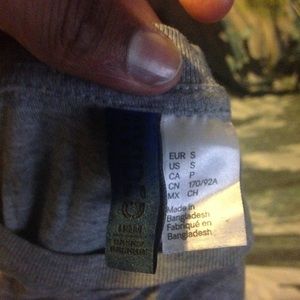 EUR S
US S
CA P
CN 170/92A
MX CH
Made in
Bangladesh
Fabriqué en
Bangladesh